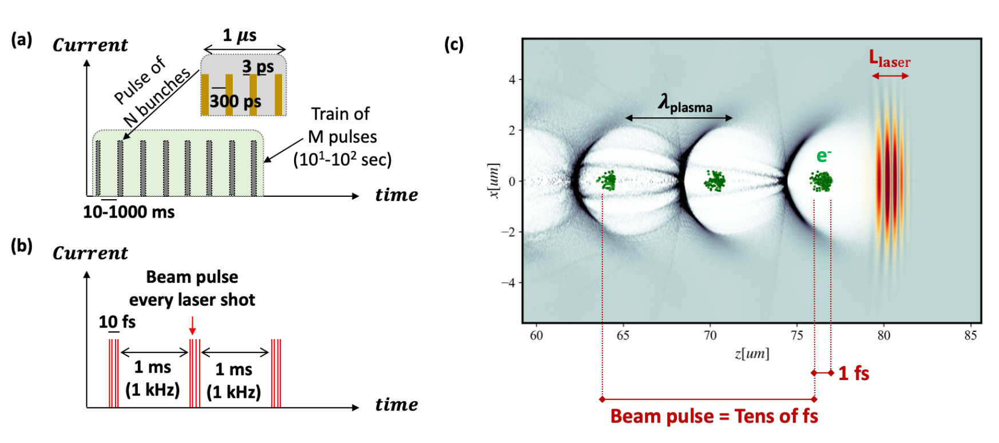 (a)
Current
1 μs
3 ps
300 ps
Pulse of
N bunches
Train of
M pulses
(10¹-10² sec)
time
10-1000 ms
(b)
Current
Beam pulse
every laser shot
10 fs
1 ms
(1 kHz)
1 ms
(1 kHz)
time
(c)
L_laser
λ_plasma
e⁻
x[um]
4
2
0
−2
−4
60
65
70
75
80
85
z[um]
1 fs
Beam pulse = Tens of fs